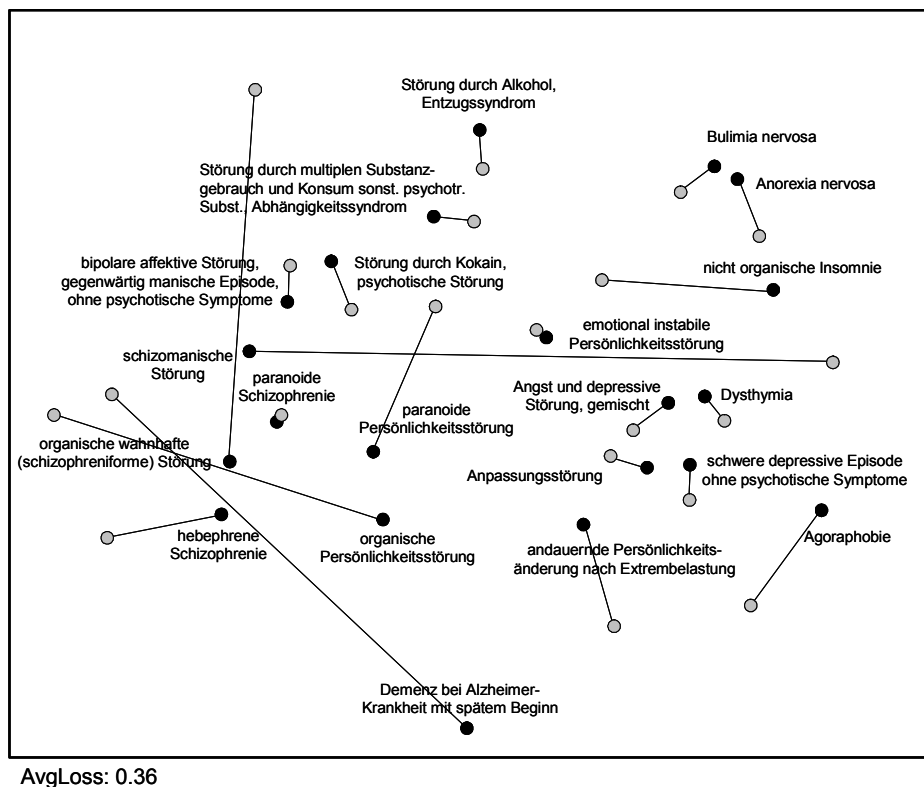 Störung durch Alkohol,
Entzugssyndrom
Bulimia nervosa
Störung durch multiplen Substanz-
gebrauch und Konsum sonst. psychotr.
Subst., Abhängigkeitssyndrom
Anorexia nervosa
bipolare affektive Störung,
gegenwärtig manische Episode,
ohne psychotische Symptome
Störung durch Kokain,
psychotische Störung
nicht organische Insomnie
emotional instabile
Persönlichkeitsstörung
schizomanische
Störung
paranoide
Schizophrenie
paranoide
Persönlichkeitsstörung
Angst und depressive
Störung, gemischt
Dysthymia
organische wahnhafte
(schizophreniforme) Störung
Anpassungsstörung
schwere depressive Episode
ohne psychotische Symptome
hebephrene
Schizophrenie
organische
Persönlichkeitsstörung
andauernde Persönlichkeits-
änderung nach Extrembelastung
Agoraphobie
Demenz bei Alzheimer-
Krankheit mit spätem Beginn
AvgLoss: 0.36